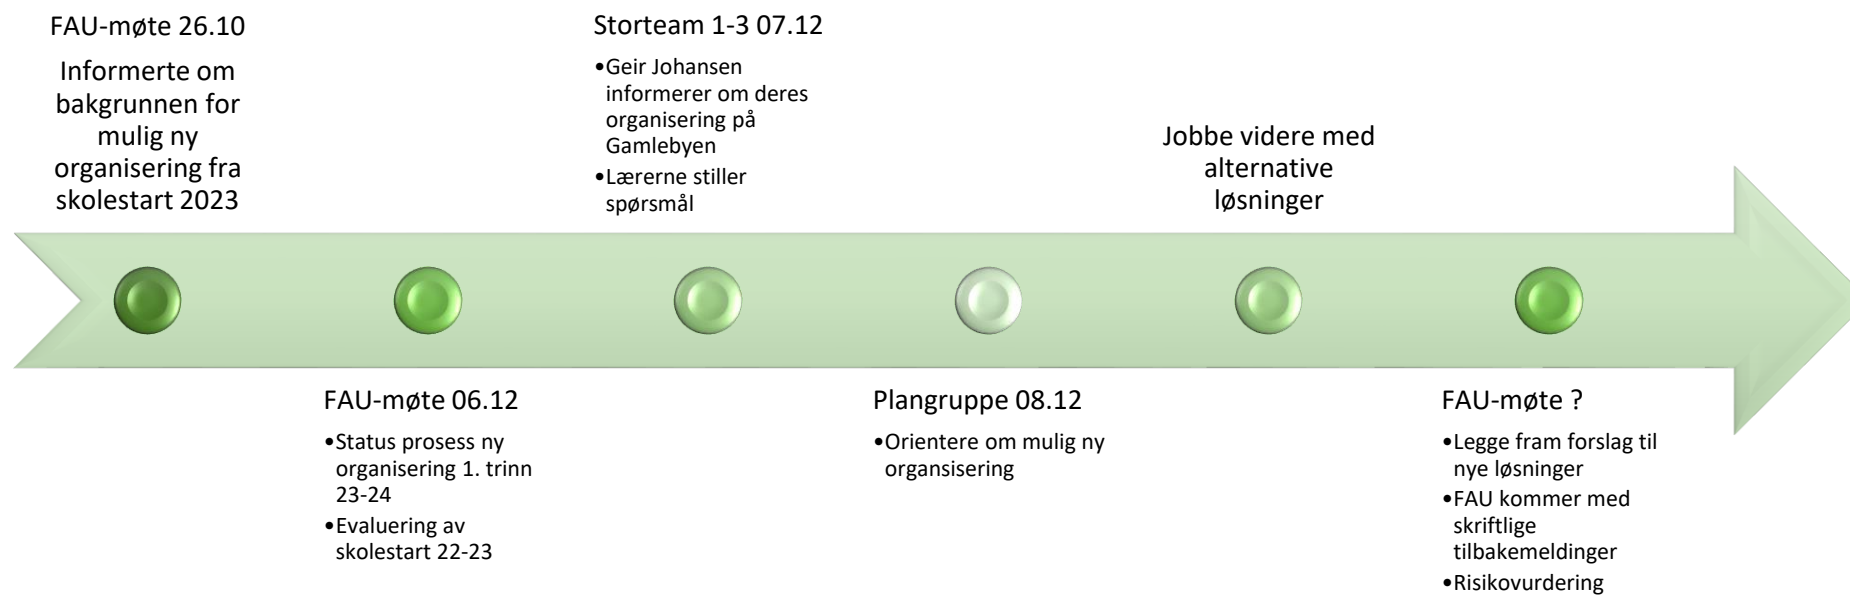 FAU-møte 26.10
Informerte om
bakgrunnen for
mulig ny
organisering fra
skolestart 2023
FAU-møte 06.12
•Status prosess ny
organisering 1. trinn
23-24
•Evaluering av
skolestart 22-23
Storteam 1-3 07.12
•Geir Johansen
informerer om deres
organisering på
Gamlebyen
•Lærerne stiller
spørsmål
Plangruppe 08.12
•Orientere om mulig ny
organsisering
Jobbe videre med
alternative
løsninger
FAU-møte ?
•Legge fram forslag til
nye løsninger
•FAU kommer med
skriftlige
tilbakemeldinger
•Risikovurdering